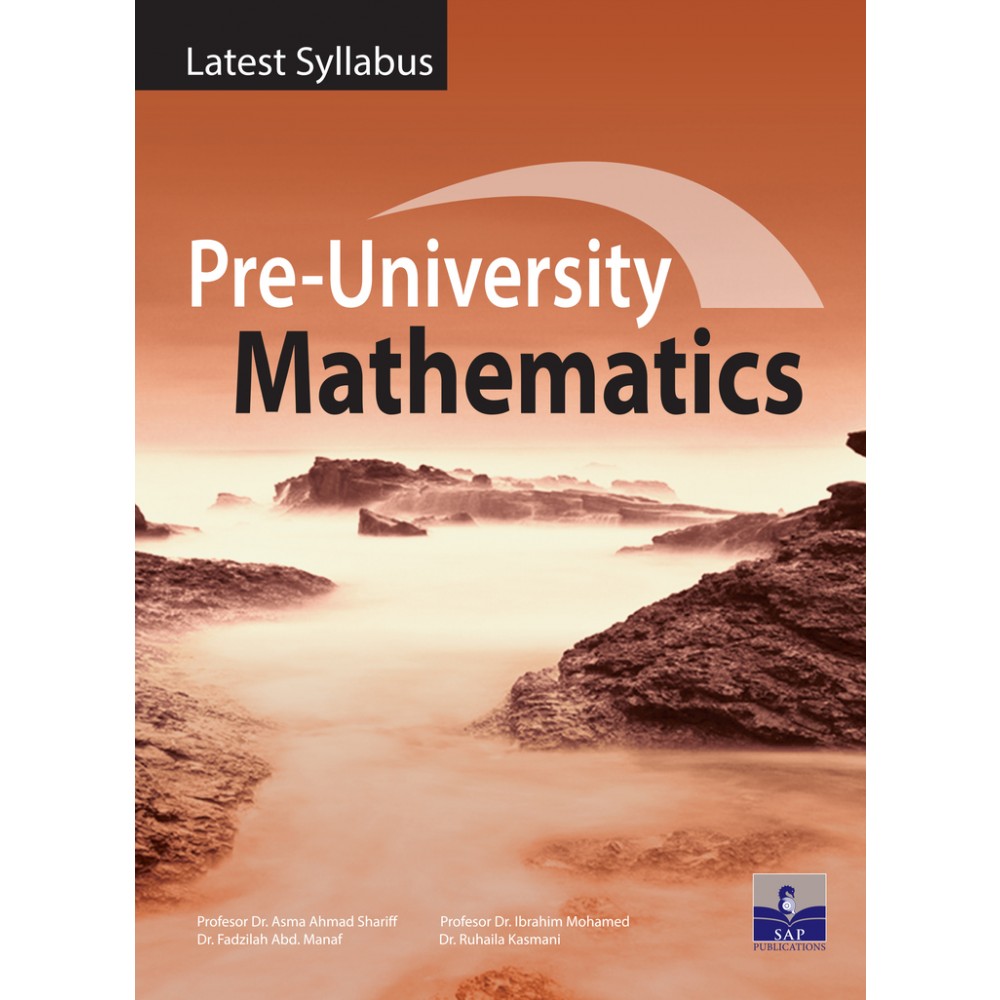 Latest Syllabus
Pre-University
Mathematics
Profesor Dr. Asma Ahmad Shariff
Profesor Dr. Ibrahim Mohamed
Dr. Fadzilah Abd. Manaf
Dr. Ruhaila Kasmani
SAP
PUBLICATIONS